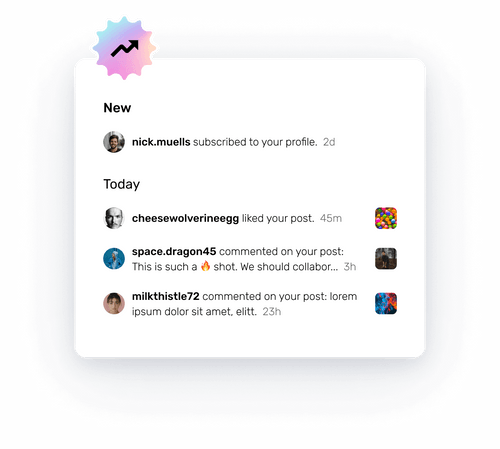 New
nick.muells subscribed to your profile. 2d
Today
cheesewolverineegg liked your post. 45m
space.dragon45 commented on your post:
This is such a 🔥 shot. We should collabor... 3h
milkthistle72 commented on your post: lorem
ipsum dolor sit amet, elitt. 23h